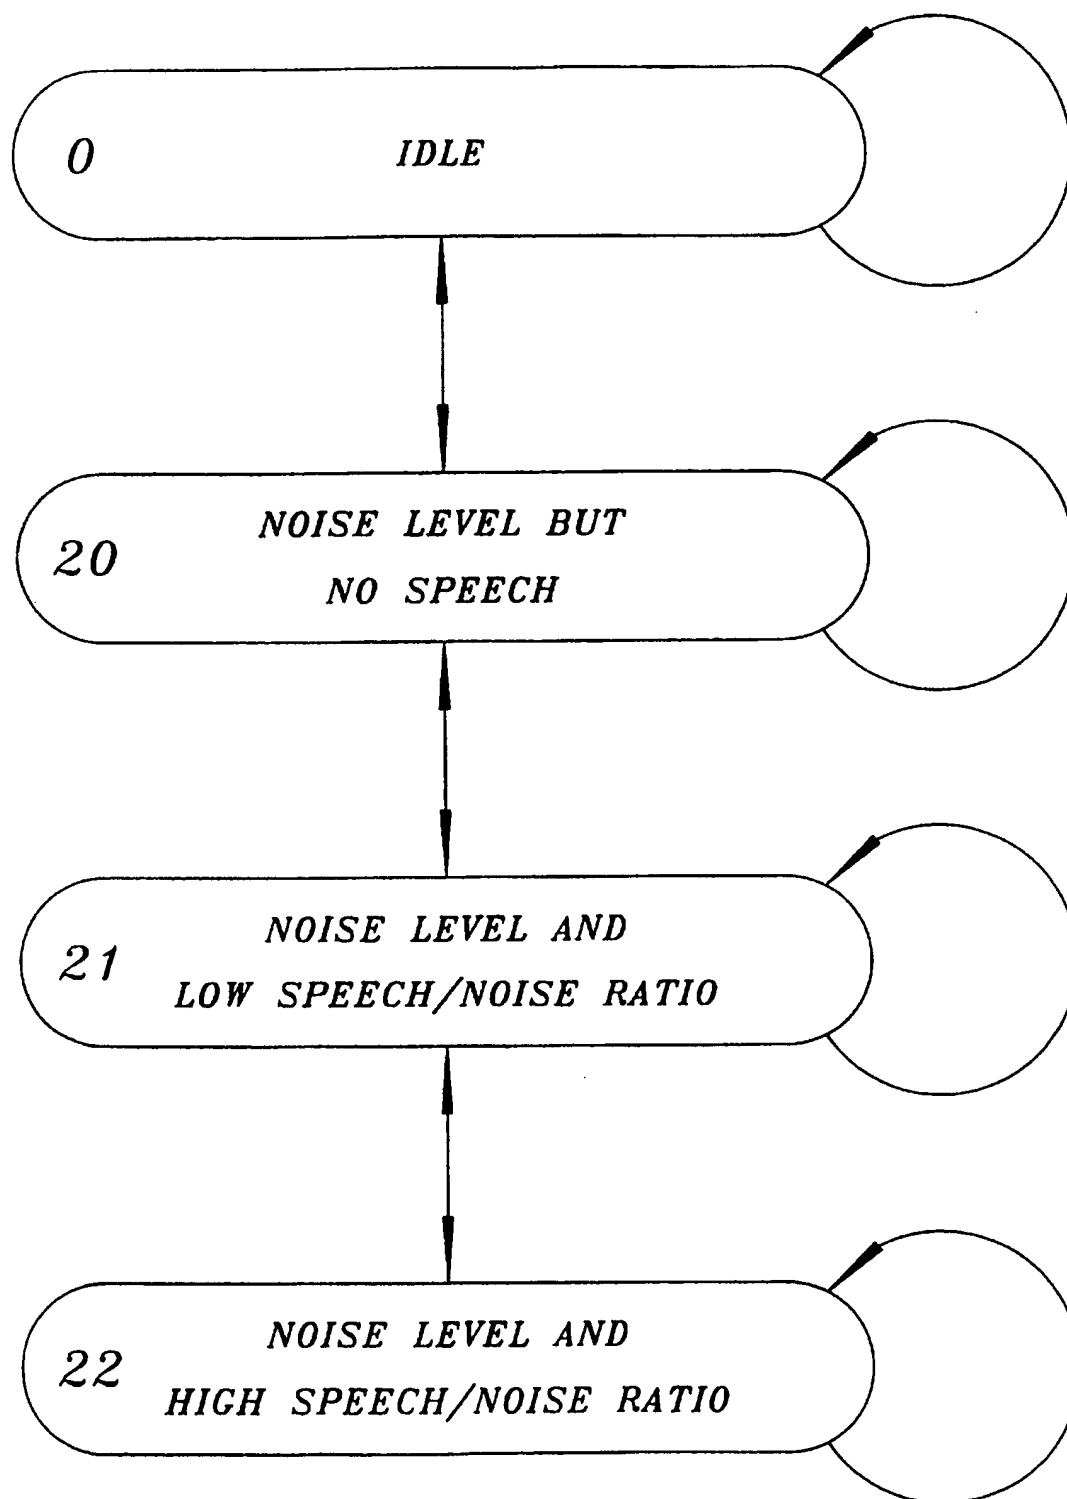 0 IDLE
NOISE LEVEL BUT
20
NO SPEECH
NOISE LEVEL AND
21
LOW SPEECH/NOISE RATIO
NOISE LEVEL AND
22
HIGH SPEECH/NOISE RATIO